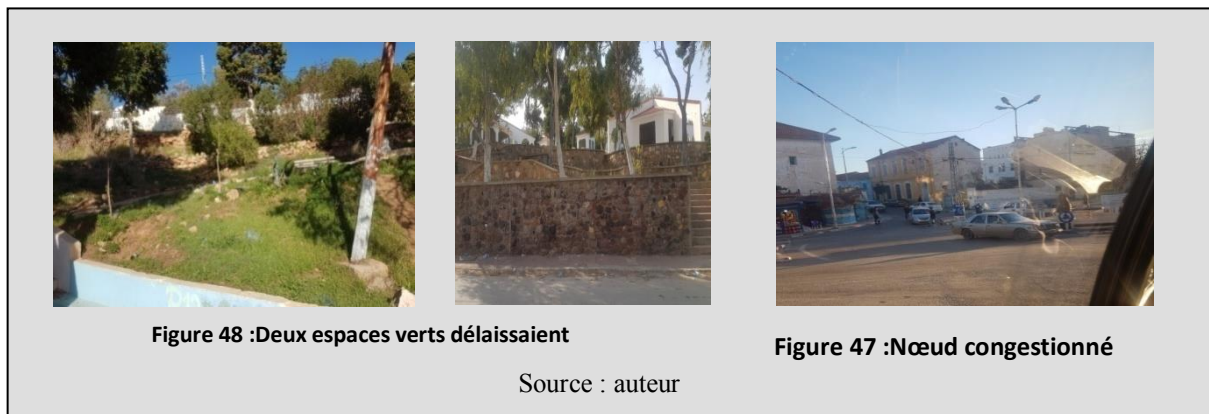 Figure 48 :Deux espaces verts délaissaient
Figure 47 :Nœud congestionné
Source : auteur